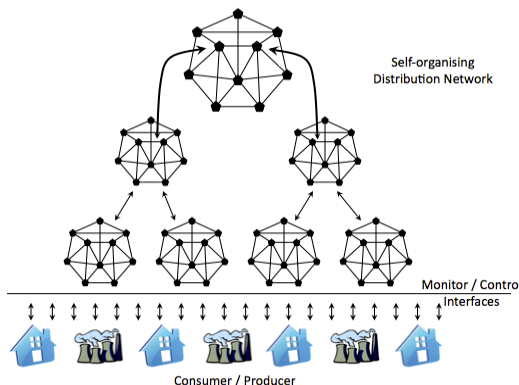 Self-organising
Distribution Network
Monitor / Contro
Interfaces
Consumer / Producer